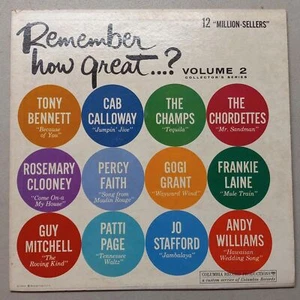 12 "MILLION-SELLERS"
Remember
how great...?
VOLUME 2
COLLECTOR'S SERIES
TONY
BENNETT
"Because
of You"
CAB
CALLOWAY
"Jumpin' Jive"
THE
CHAMPS
"Tequila"
THE
CHORDETTES
"Mr. Sandman"
ROSEMARY
CLOONEY
"Come On-a
My House"
PERCY
FAITH
"Song from
Moulin Rouge"
GOGI
GRANT
"Wayward Wind"
FRANKIE
LAINE
"Mule Train"
GUY
MITCHELL
"The
Roving Kind"
PATTI
PAGE
"Tennessee
Waltz"
JO
STAFFORD
"Jambalaya"
ANDY
WILLIAMS
"Hawaiian
Wedding Song"
COLUMBIA RECORD PRODUCTIONS
a custom service of Columbia Records